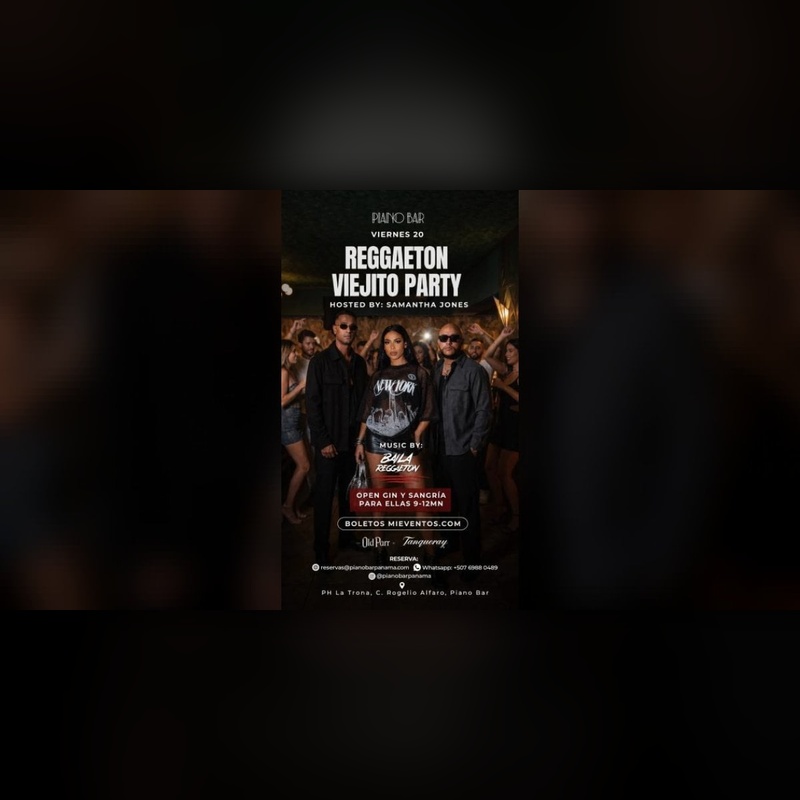 PIANO BAR
VIERNES 20
REGGAETON
VIEJITO PARTY
HOSTED BY: SAMANTHA JONES
NEW YORK
MUSIC BY:
BAILA
REGGAETON
OPEN GIN Y SANGRÍA
PARA ELLAS 9-12MN
BOLETOS MIEVENTOS.COM
Old Parr Tanqueray
RESERVA:
reservas@pianobarpanama.com Whatsapp: +507 6988 0489
@pianobarpanama
PH La Trona, C. Rogelio Alfaro, Piano Bar